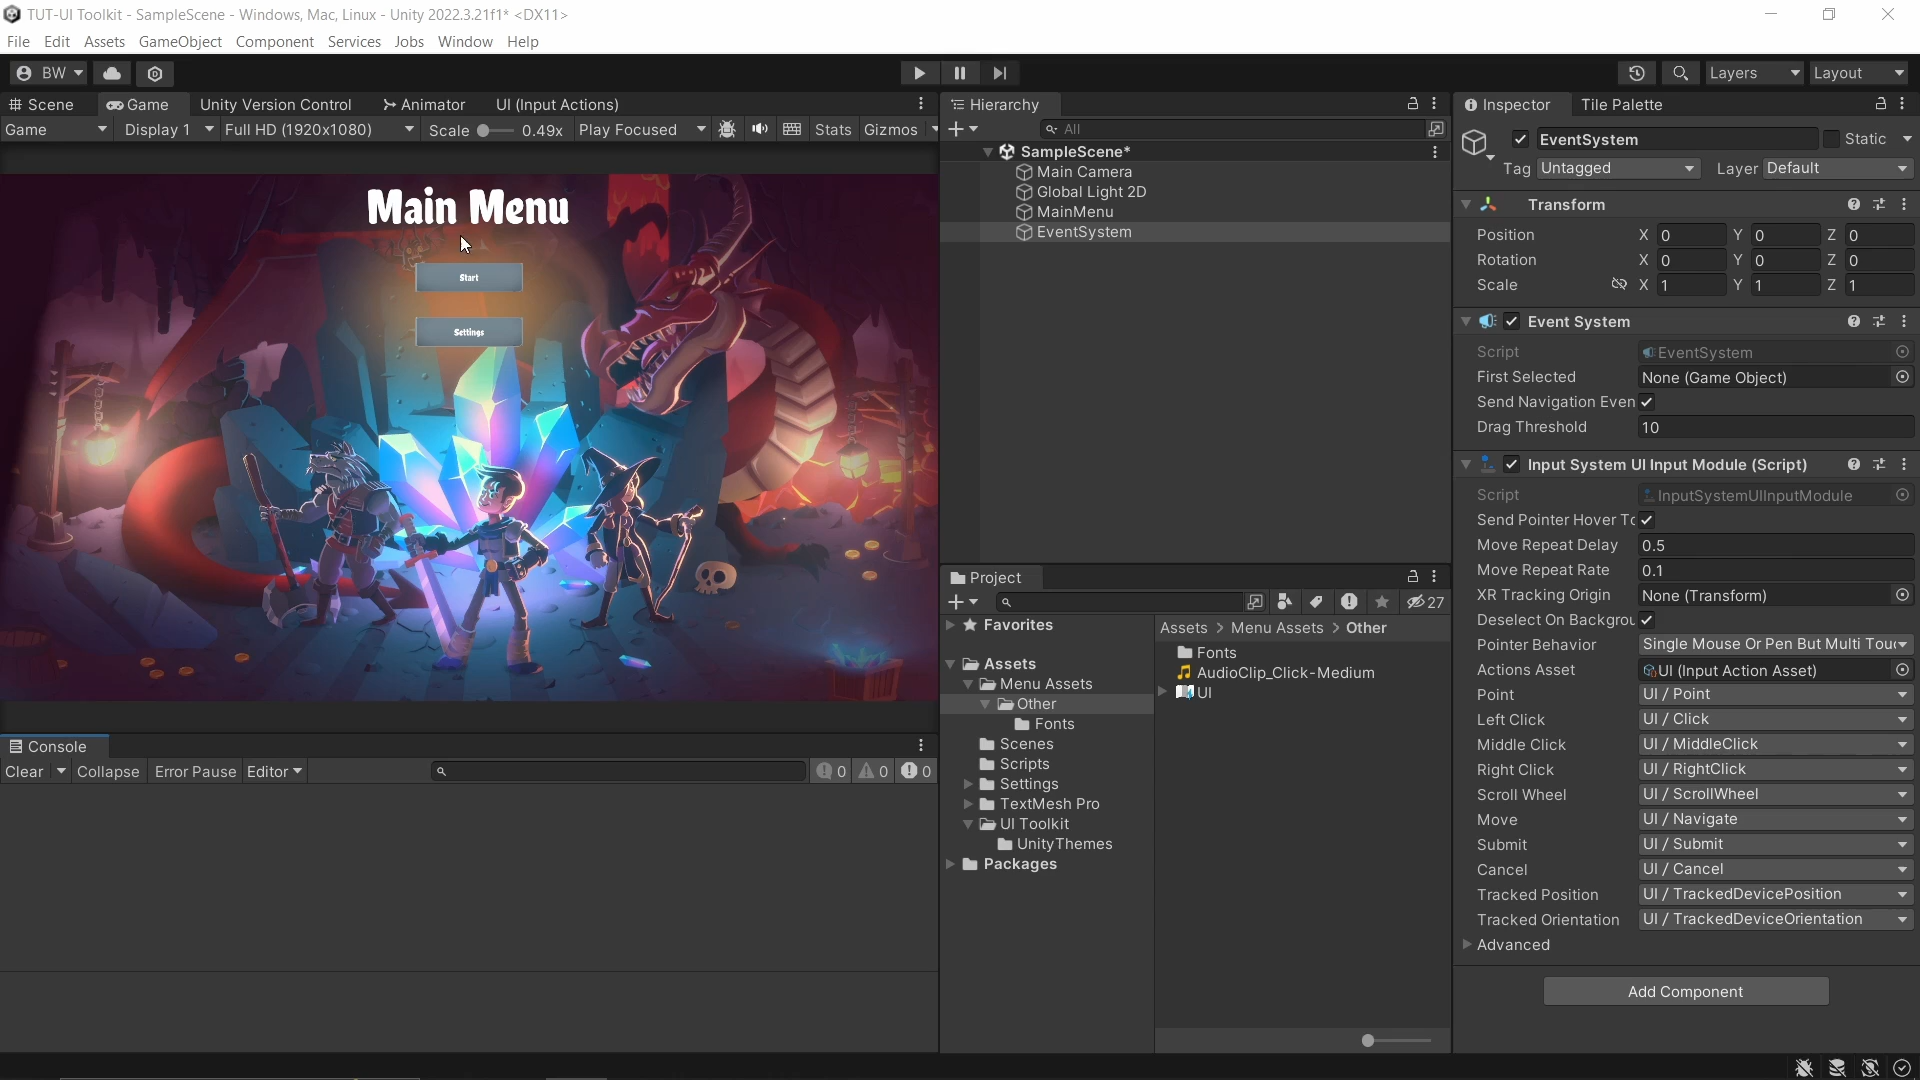 TUT-UI Toolkit - SampleScene - Windows, Mac, Linux - Unity 2022.3.21f1* <DX11>
File Edit Assets GameObject Component Services Jobs Window Help
BW Layers Layout
Scene Game Unity Version Control Animator UI (Input Actions)
Game Display 1 Full HD (1920x1080) Scale 0.49x Play Focused Stats Gizmos
Main Menu
Start
Settings
Console
Clear Collapse Error Pause Editor 0 0 0
Hierarchy
All
SampleScene*
Main Camera
Global Light 2D
MainMenu
EventSystem
Project
27
Favorites
Assets
Menu Assets
Other
Fonts
Scenes
Scripts
Settings
TextMesh Pro
UI Toolkit
UnityThemes
Packages
Assets > Menu Assets > Other
Fonts
AudioClip_Click-Medium
UI
Inspector Tile Palette
EventSystem Static
Tag Untagged Layer Default
Transform
Position X 0 Y 0 Z 0
Rotation X 0 Y 0 Z 0
Scale X 1 Y 1 Z 1
Event System
Script EventSystem
First Selected None (Game Object)
Send Navigation Even
Drag Threshold 10
Input System UI Input Module (Script)
Script InputSystemUIInputModule
Send Pointer Hover To
Move Repeat Delay 0.5
Move Repeat Rate 0.1
XR Tracking Origin None (Transform)
Deselect On Backgrou
Pointer Behavior Single Mouse Or Pen But Multi Touc
Actions Asset UI (Input Action Asset)
Point UI / Point
Left Click UI / Click
Middle Click UI / MiddleClick
Right Click UI / RightClick
Scroll Wheel UI / ScrollWheel
Move UI / Navigate
Submit UI / Submit
Cancel UI / Cancel
Tracked Position UI / TrackedDevicePosition
Tracked Orientation UI / TrackedDeviceOrientation
Advanced
Add Component